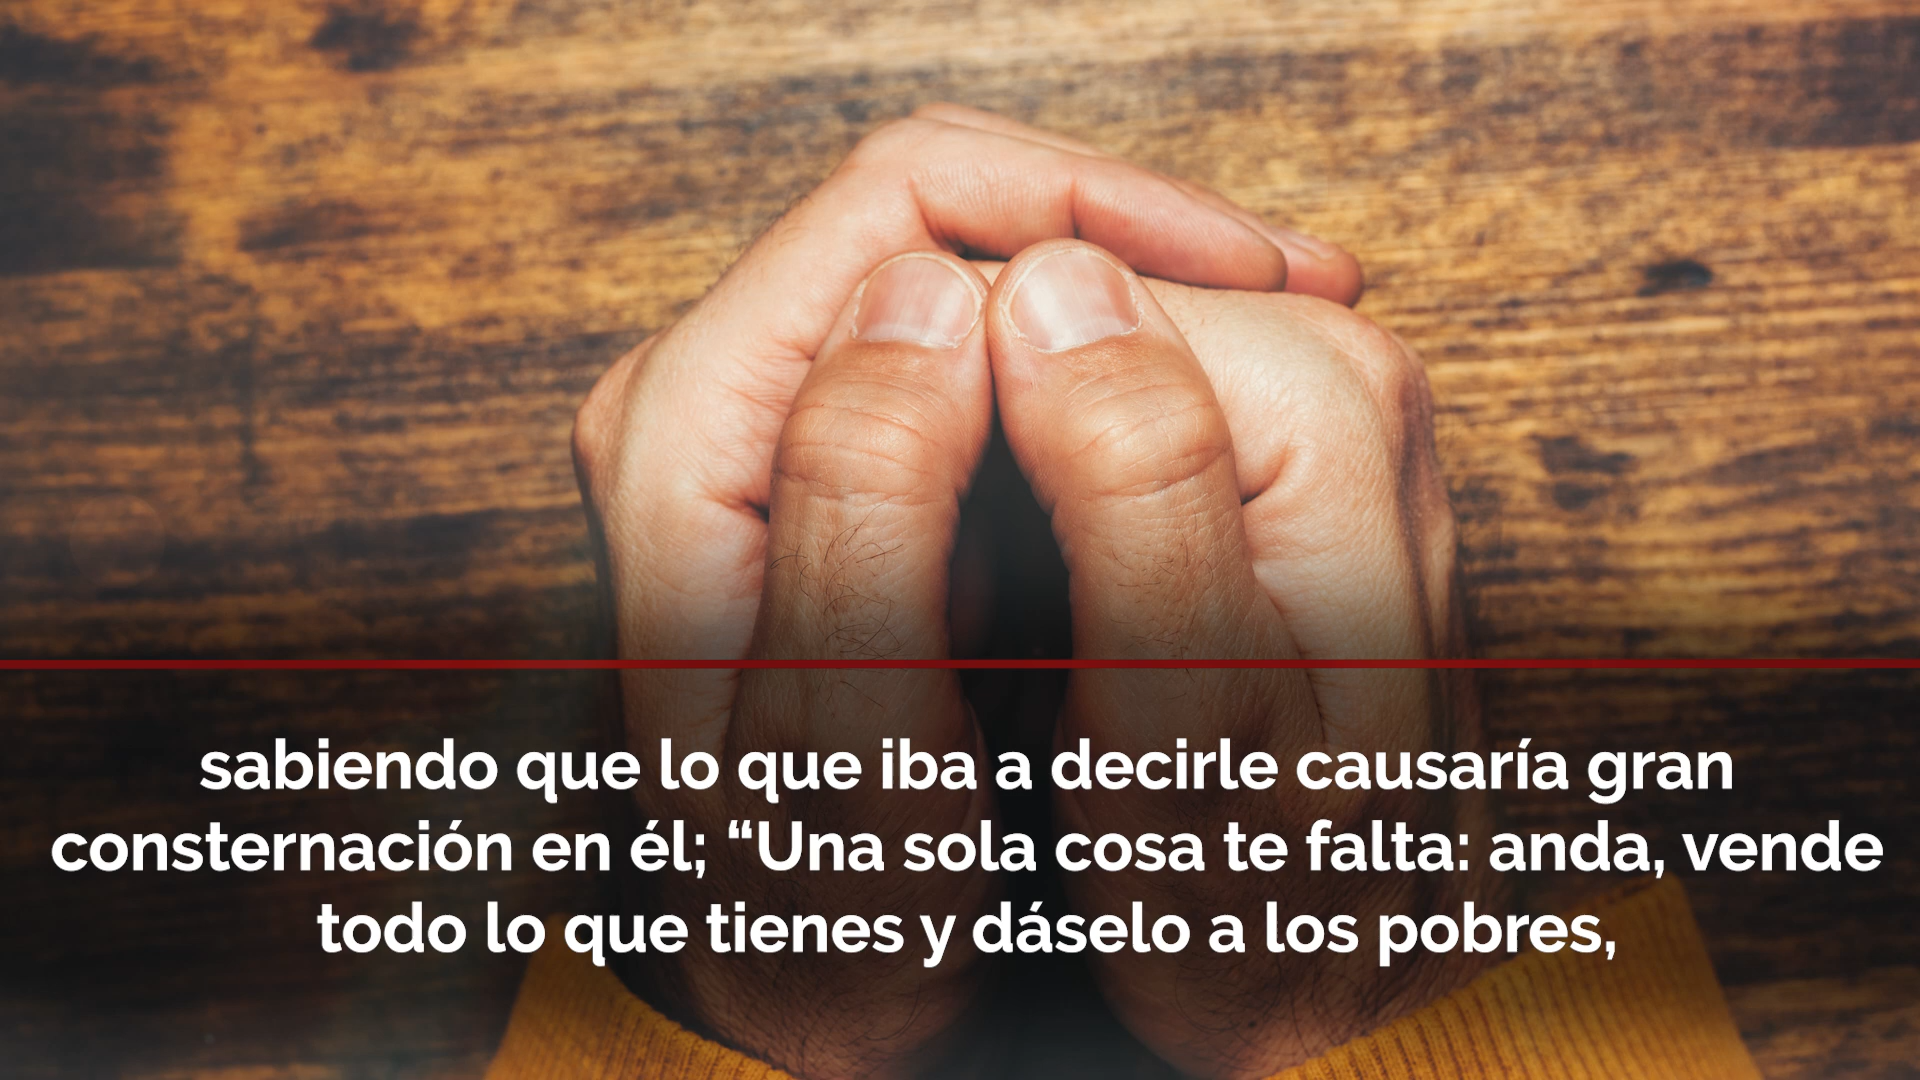 sabiendo que lo que iba a decirle causaría gran
consternación en él; “Una sola cosa te falta: anda, vende
todo lo que tienes y dáselo a los pobres,